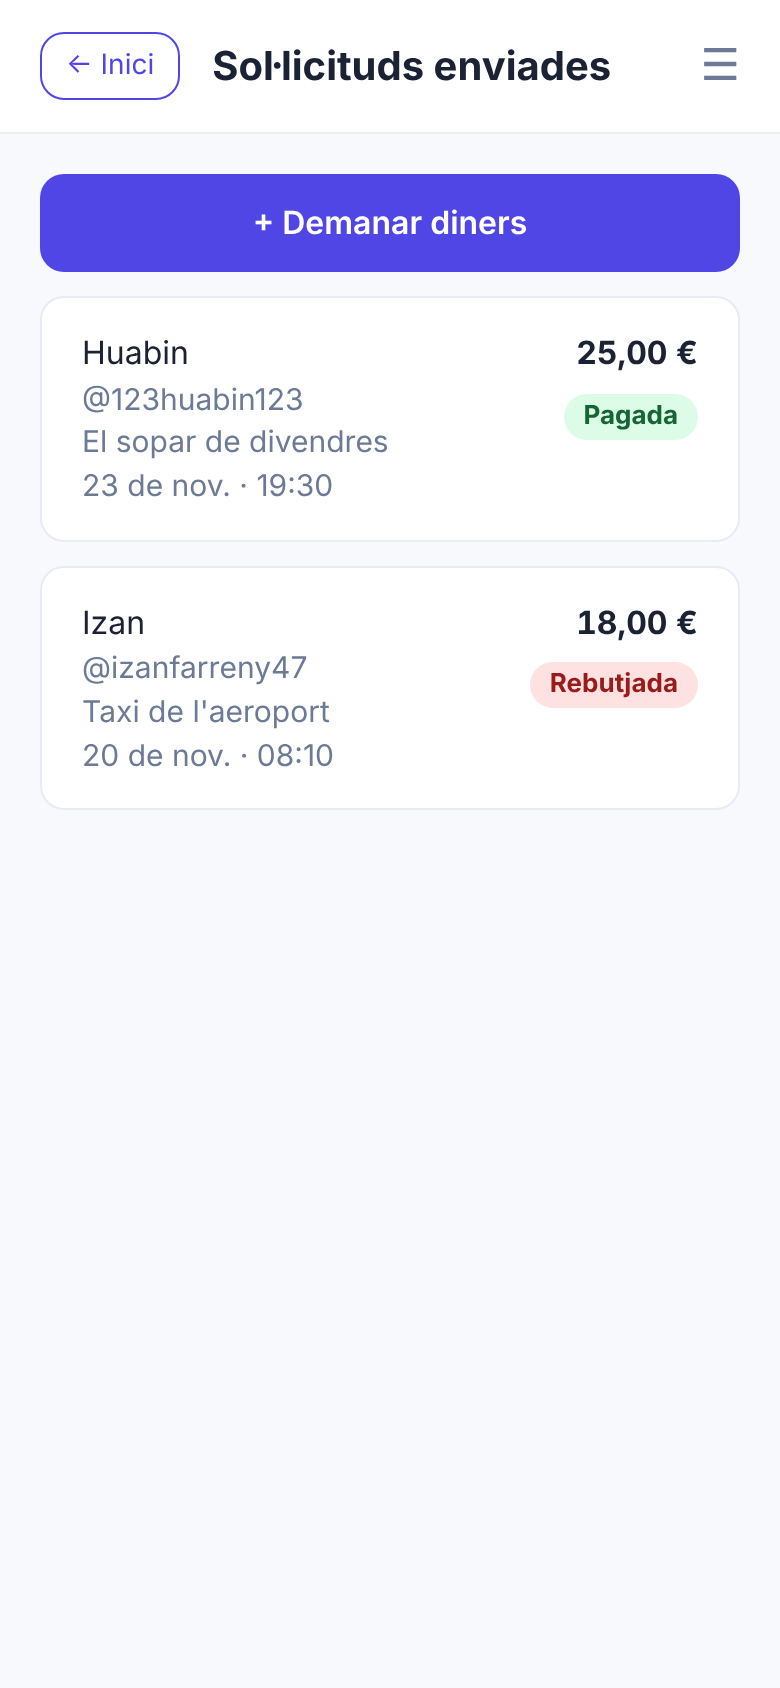 ← Inici
Sol·licituds enviades
☰
+ Demanar diners
Huabin
25,00 €
@123huabin123
Pagada
El sopar de divendres
23 de nov. · 19:30
Izan
18,00 €
@izanfarreny47
Rebutjada
Taxi de l'aeroport
20 de nov. · 08:10